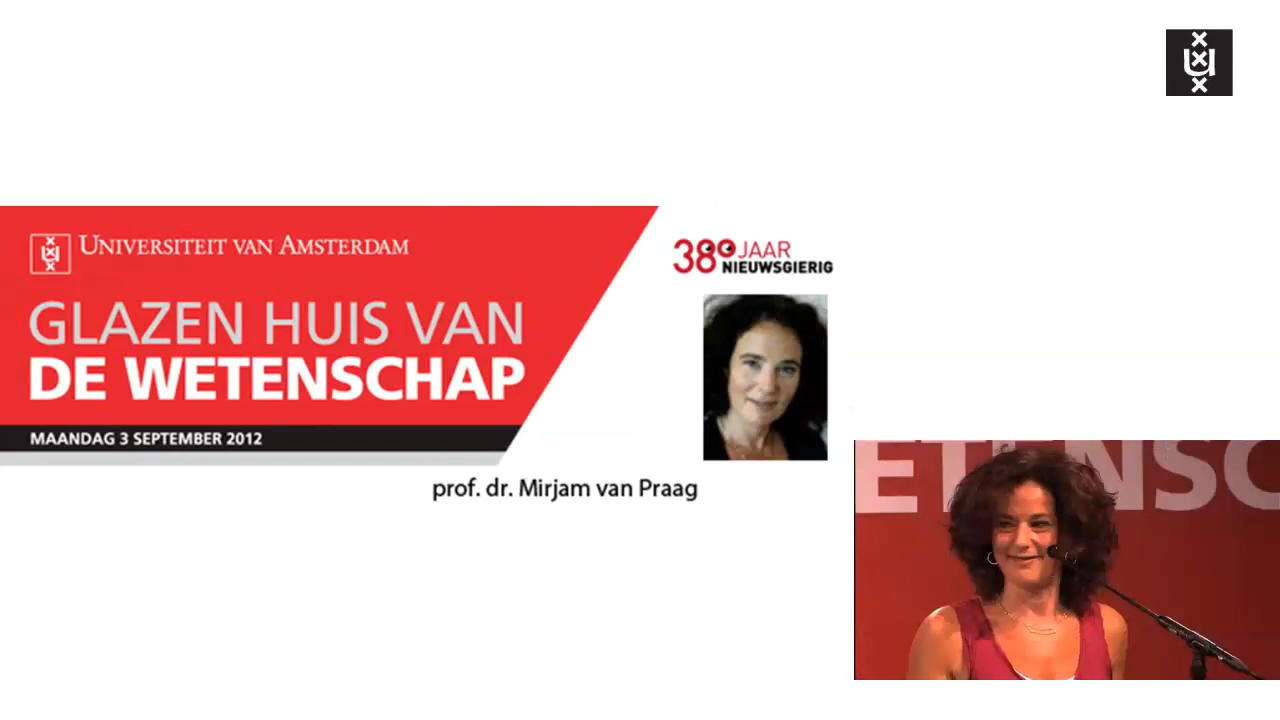 UNIVERSITEIT VAN AMSTERDAM
GLAZEN HUIS VAN
DE WETENSCHAP
MAANDAG 3 SEPTEMBER 2012
38e JAAR
NIEUWSGIERIG
prof. dr. Mirjam van Praag
ETENSC